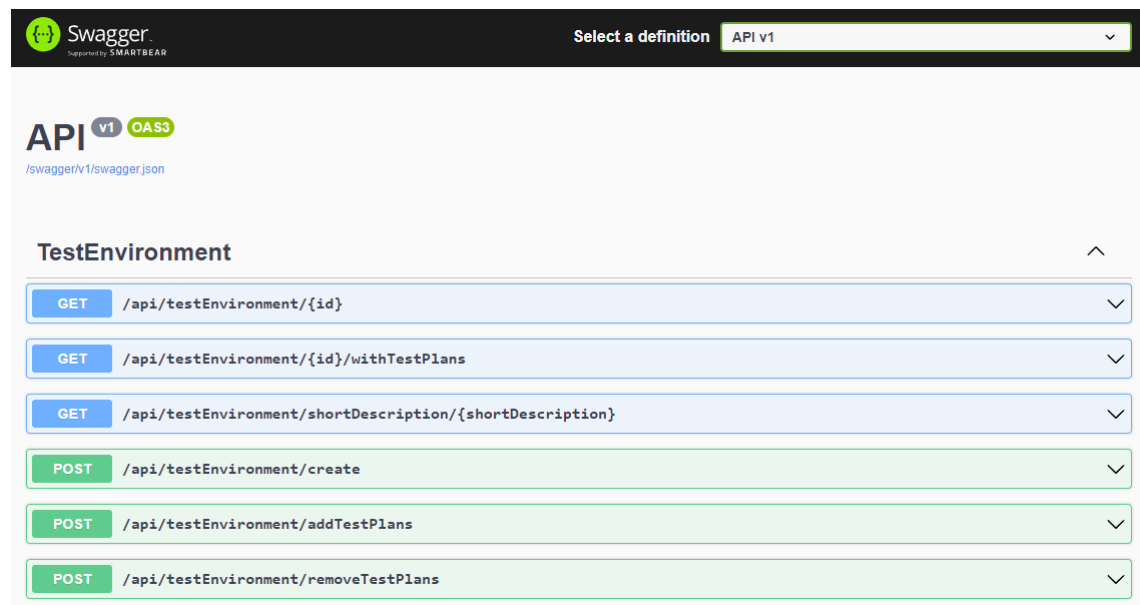 {··} Swagger.
Supported by SMARTBEAR
Select a definition
API v1
API v1 OAS3
/swagger/v1/swagger.json
TestEnvironment
GET /api/testEnvironment/{id}
GET /api/testEnvironment/{id}/withTestPlans
GET /api/testEnvironment/shortDescription/{shortDescription}
POST /api/testEnvironment/create
POST /api/testEnvironment/addTestPlans
POST /api/testEnvironment/removeTestPlans